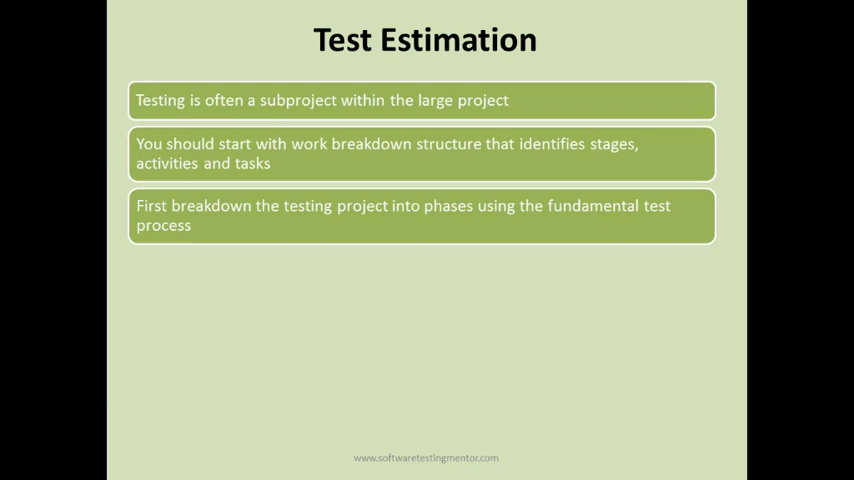 Test Estimation
Testing is often a subproject within the large project
You should start with work breakdown structure that identifies stages,
activities and tasks
First breakdown the testing project into phases using the fundamental test
process
www.softwaretestingmentor.com